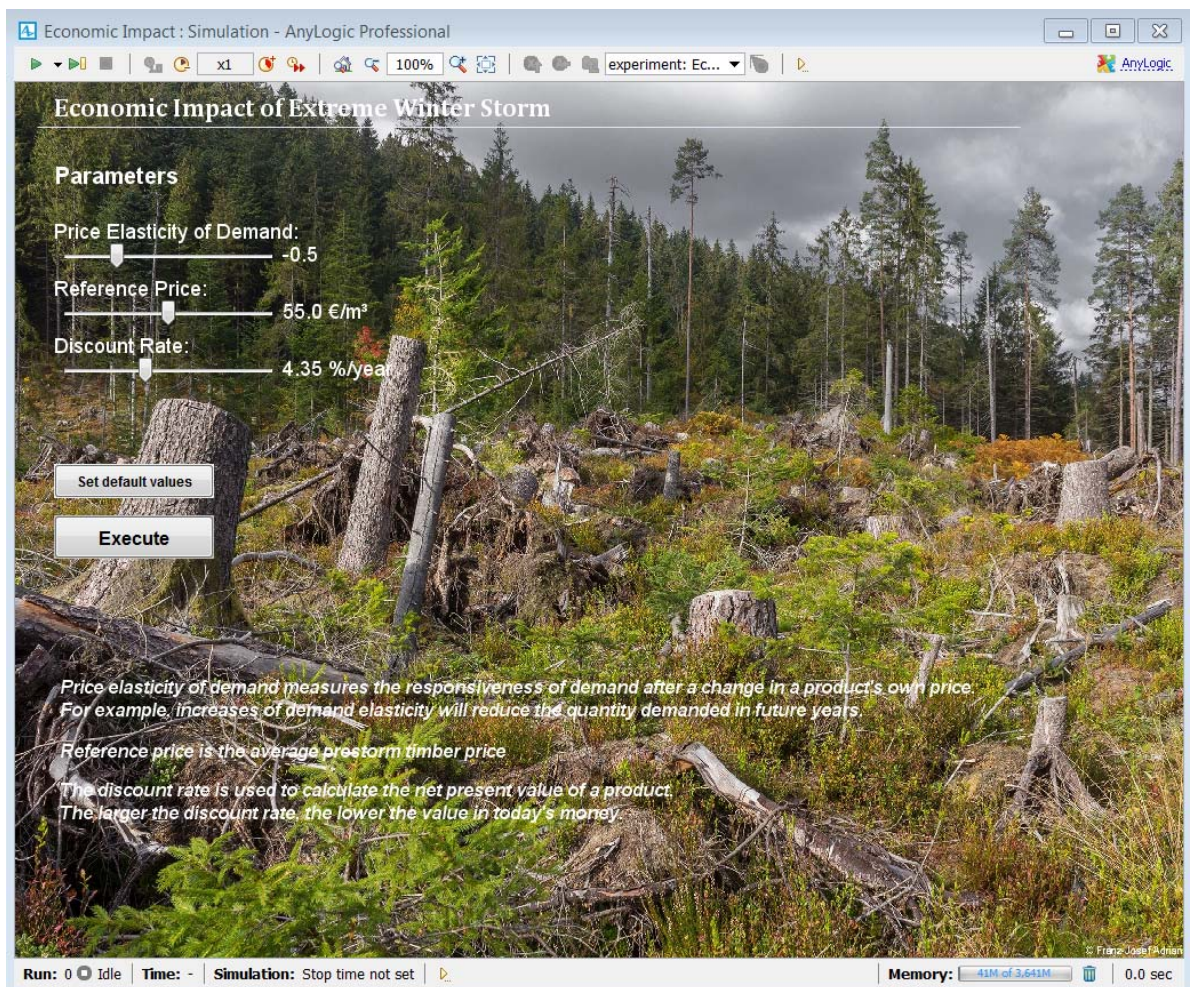 Economic Impact : Simulation - AnyLogic Professional
x1
100%
experiment: Ec...
AnyLogic
Economic Impact of Extreme Winter Storm
Parameters
Price Elasticity of Demand:
-0.5
Reference Price:
55.0 €/m³
Discount Rate:
4.35 %/year
Set default values
Execute
Price elasticity of demand measures the responsiveness of demand after a change in a product's own price.
For example, increases of demand elasticity will reduce the quantity demanded in future years.
Reference price is the average prestorm timber price
The discount rate is used to calculate the net present value of a product.
The larger the discount rate, the lower the value in today's money.
© Franz-Josef Adrian
Run: 0 Idle Time: - Simulation: Stop time not set Memory: 41M of 3,641M 0.0 sec